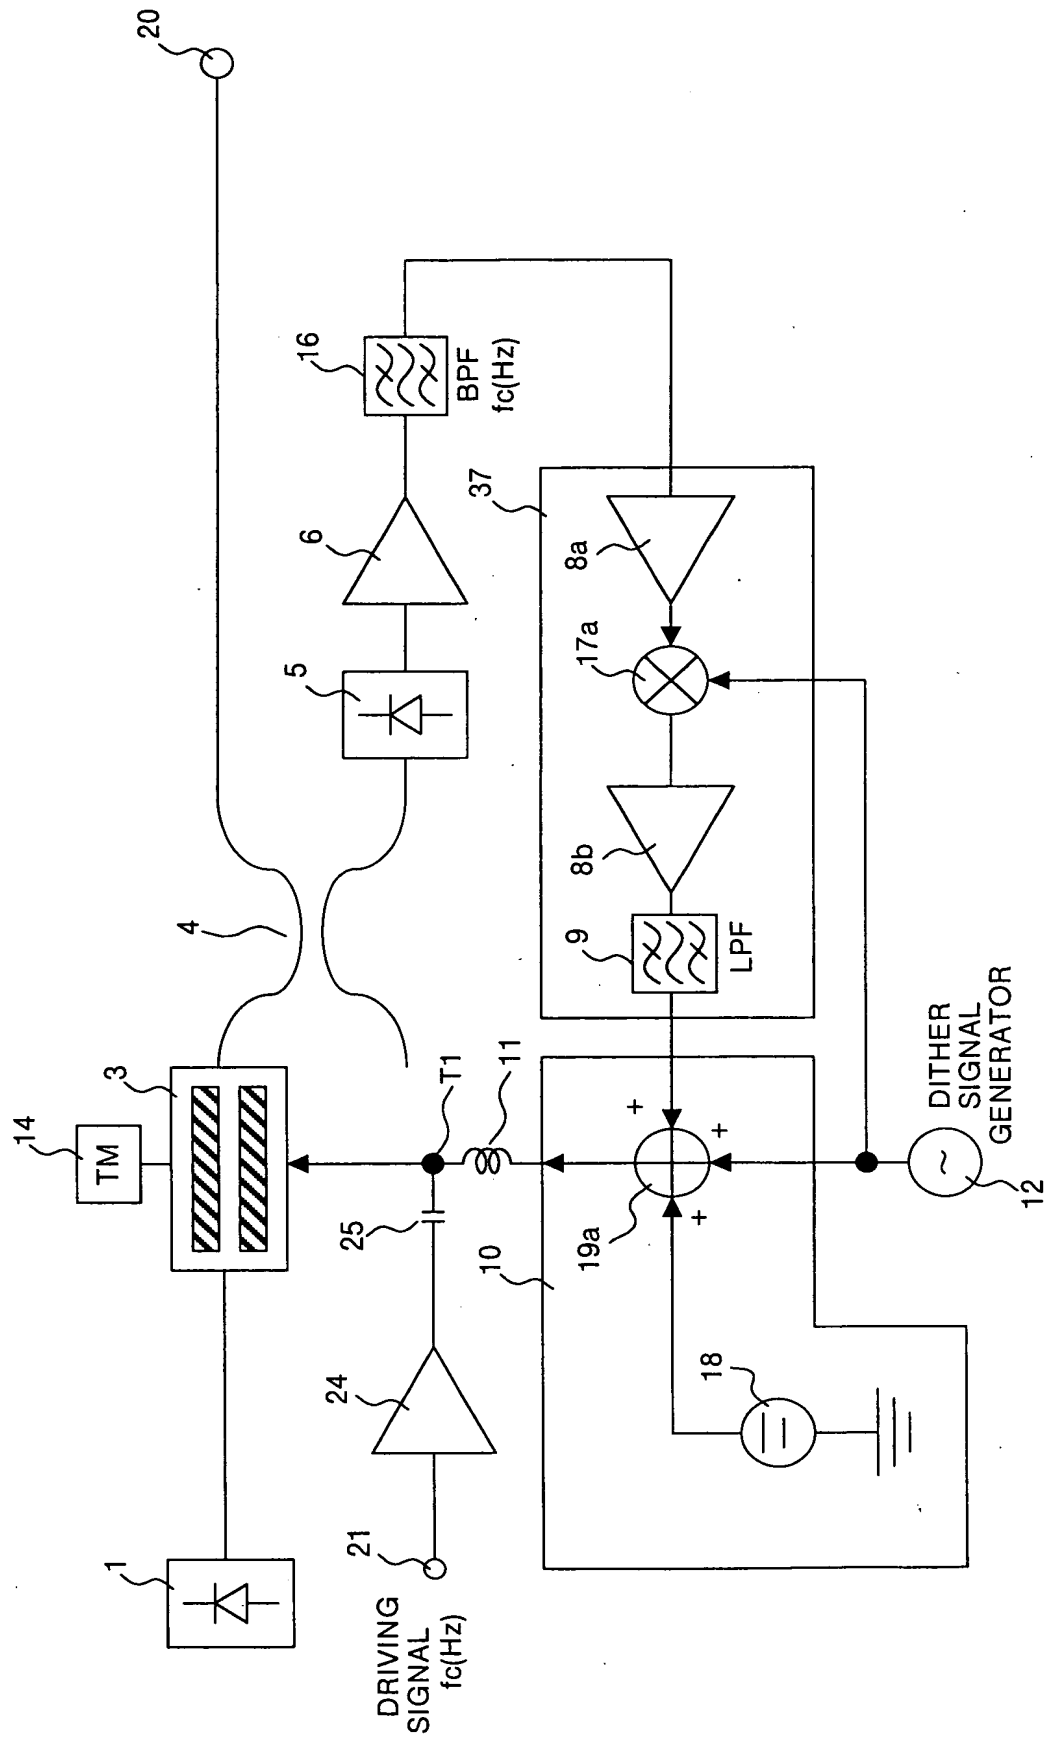 20
14
TM
3
4
1
16
BPF
fc(Hz)
6
5
T1
11
25
24
21
DRIVING
SIGNAL
fc(Hz)
37
8a
17a
8b
9
LPF
10
+
+
+
19a
18
~
DITHER
SIGNAL
GENERATOR
12